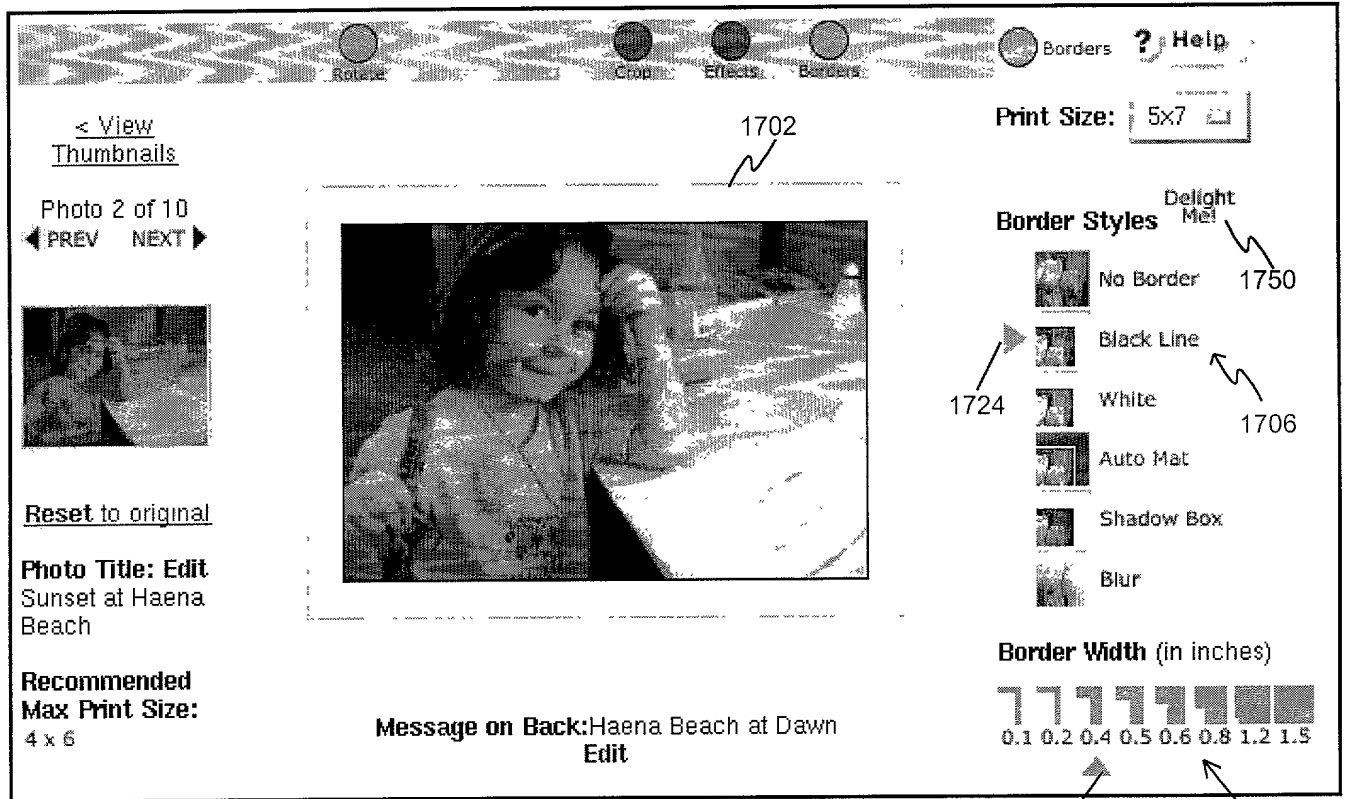 Rotate
Crop
Effects
Borders
Borders
? Help
Print Size: 5x7
< View
Thumbnails
Photo 2 of 10
PREV NEXT
Reset to original
Photo Title: Edit
Sunset at Haena
Beach
Recommended
Max Print Size:
4 x 6
1702
Message on Back:Haena Beach at Dawn
Edit
Delight
Me!
Border Styles
1750
No Border
Black Line
1724
1706
White
Auto Mat
Shadow Box
Blur
Border Width (in inches)
0.1 0.2 0.4 0.5 0.6 0.8 1.2 1.5